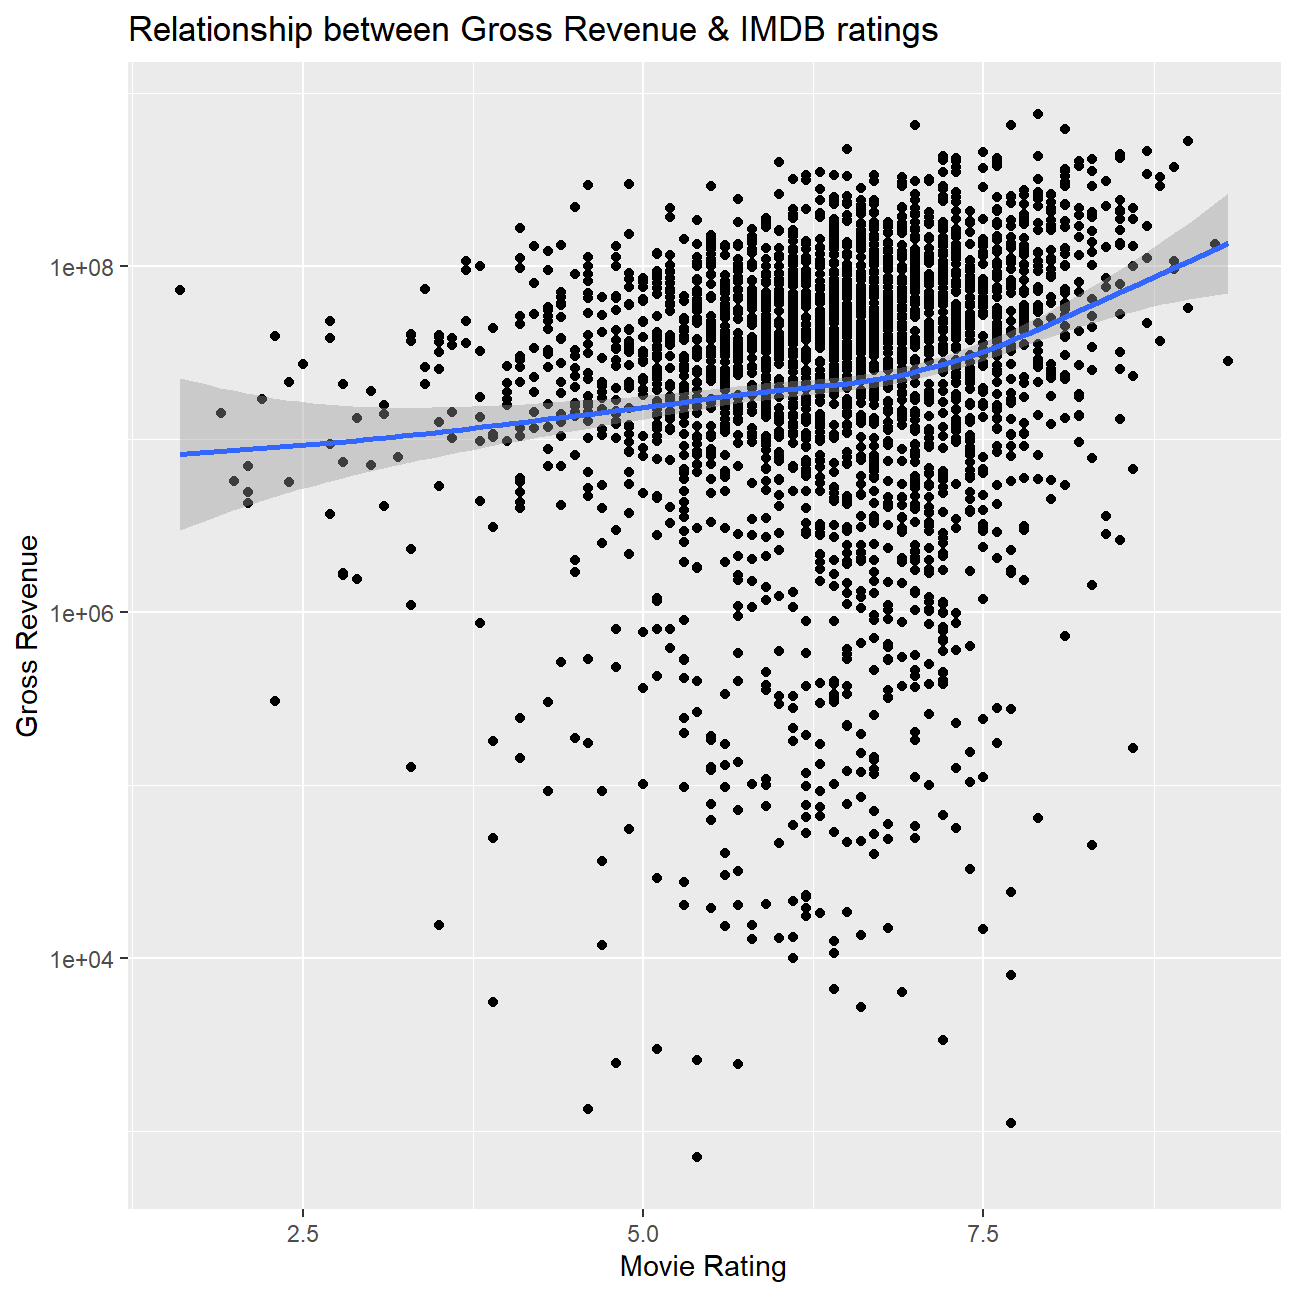 Relationship between Gross Revenue & IMDB ratings
Gross Revenue
1e+08
1e+06
1e+04
2.5
5.0
7.5
Movie Rating